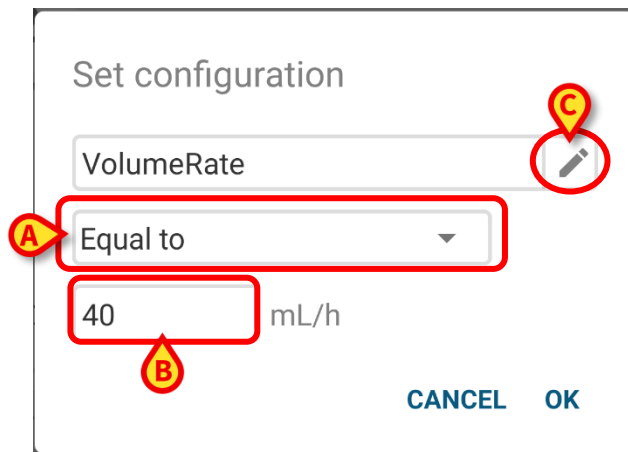 Set configuration
C
VolumeRate
A
Equal to
40 mL/h
B
CANCEL OK